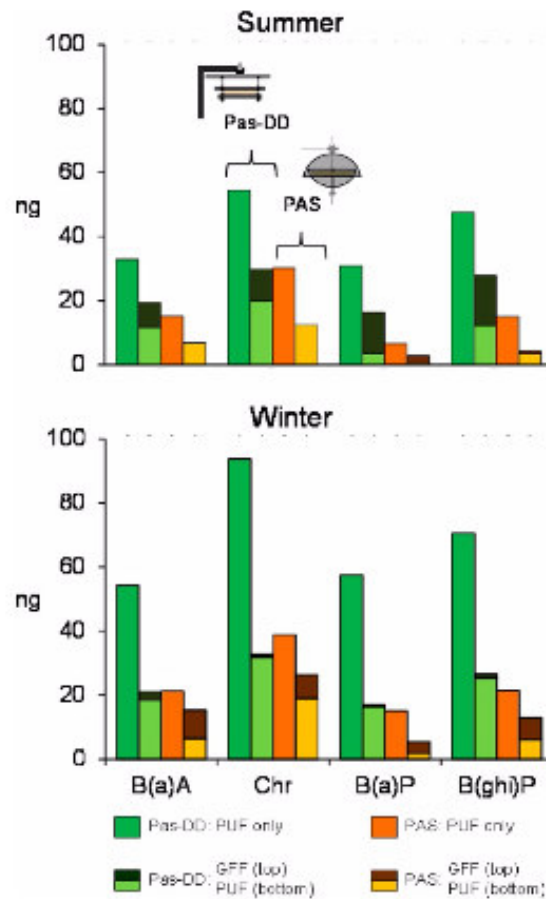 Summer
100
80
60
ng
40
20
0
Pas-DD
PAS
Winter
100
80
60
ng
40
20
0
B(a)A Chr B(a)P B(ghi)P
Pas-DD: PUF only
PAS: PUF only
Pas-DD: GFF (top)
PUF (bottom)
PAS: GFF (top)
PUF (bottom)